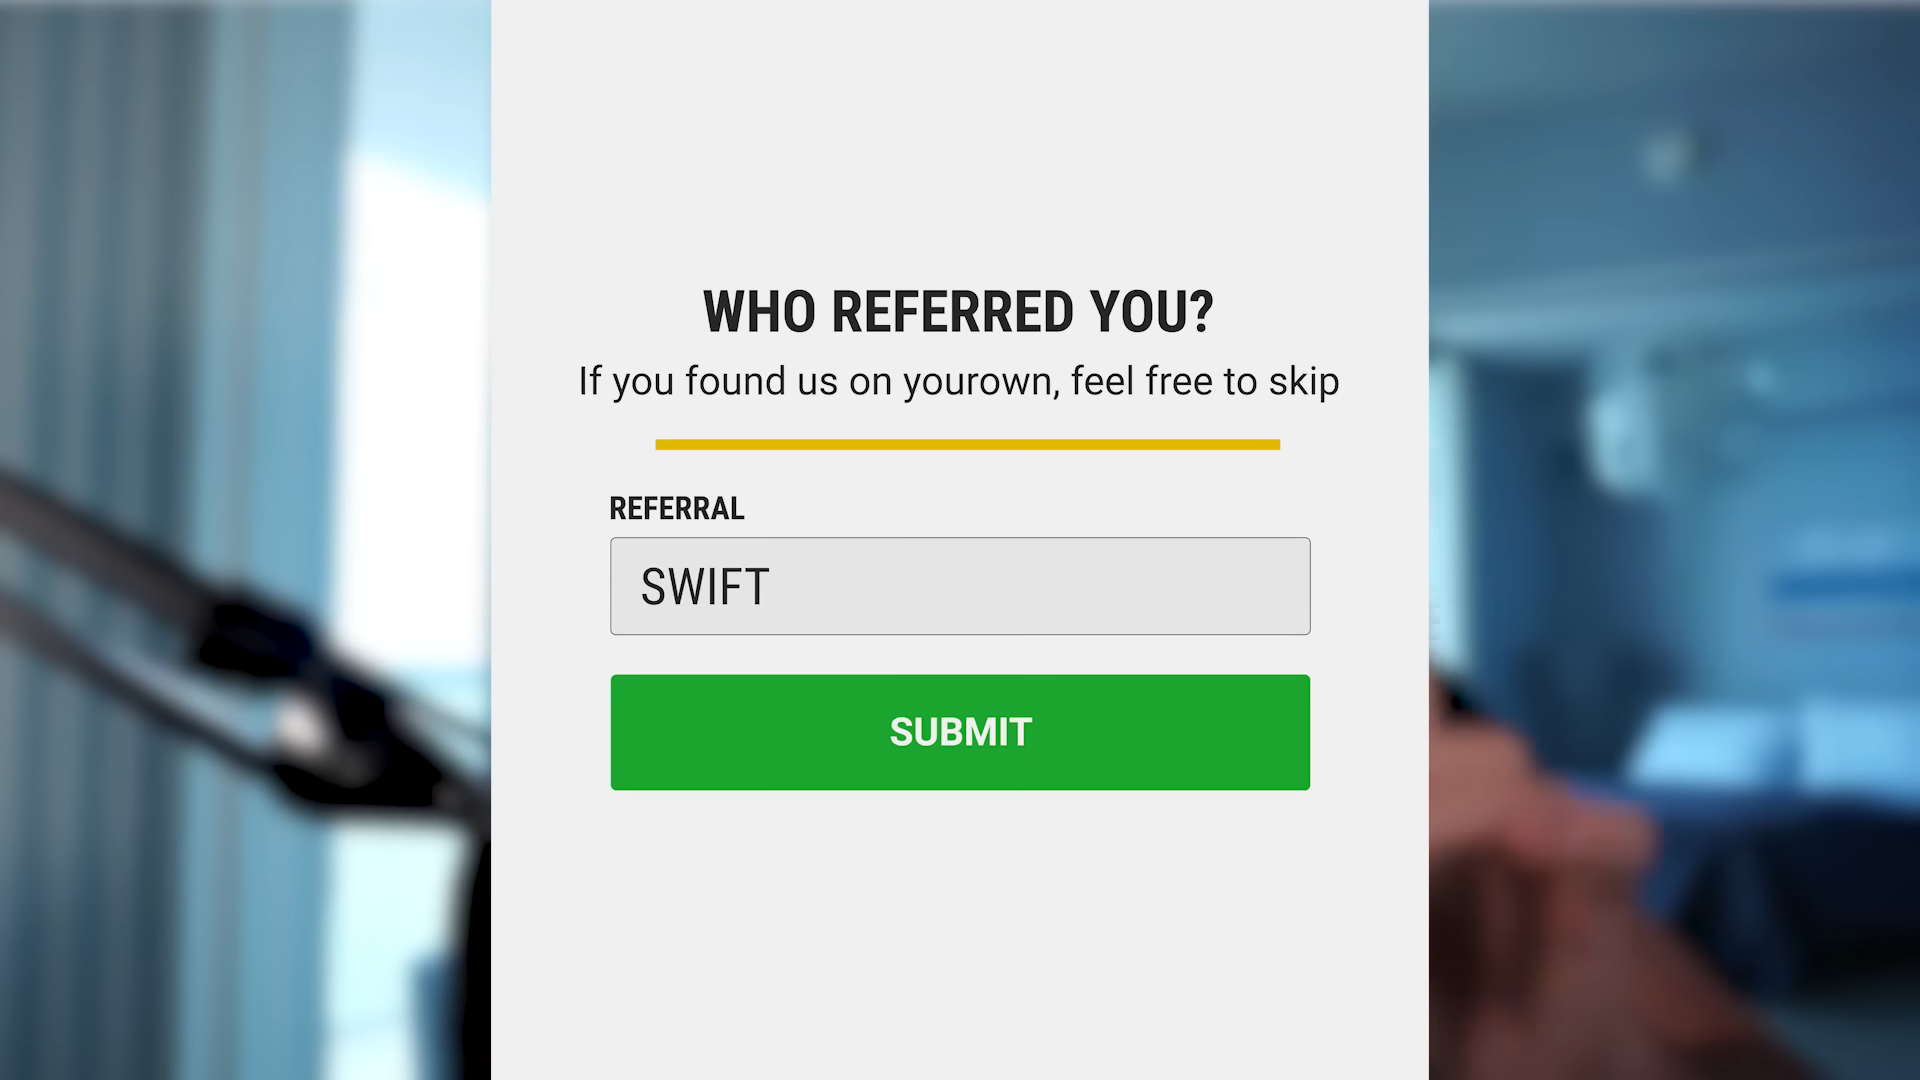 WHO REFERRED YOU?
If you found us on yourown, feel free to skip
REFERRAL
SWIFT
SUBMIT